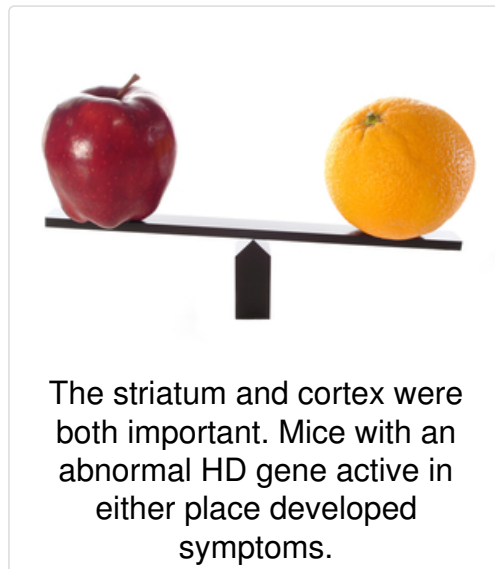 The striatum and cortex were
both important. Mice with an
abnormal HD gene active in
either place developed
symptoms.